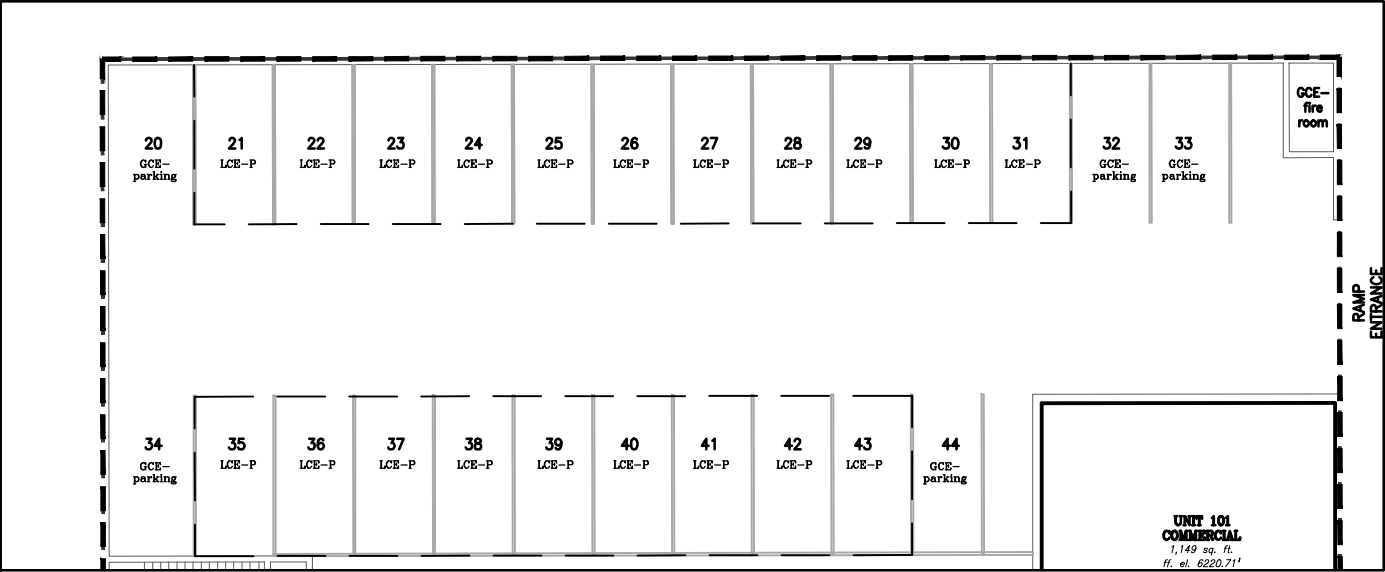 GCE-
fire
room
20
GCE-
parking
21
LCE-P
22
LCE-P
23
LCE-P
24
LCE-P
25
LCE-P
26
LCE-P
27
LCE-P
28
LCE-P
29
LCE-P
30
LCE-P
31
LCE-P
32
GCE-
parking
33
GCE-
parking
RAMP
ENTRANCE
34
GCE-
parking
35
LCE-P
36
LCE-P
37
LCE-P
38
LCE-P
39
LCE-P
40
LCE-P
41
LCE-P
42
LCE-P
43
LCE-P
44
GCE-
parking
UNIT 101
COMMERCIAL
1,149 sq. ft.
ff. el. 6220.71'